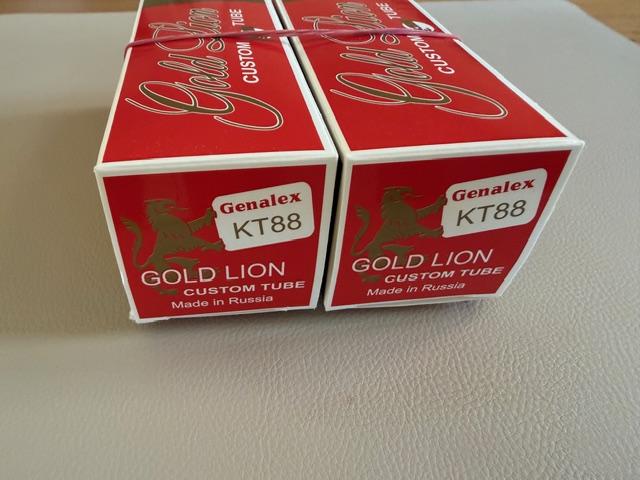 Gold Lion
CUSTOM TUBE
Gold Lion
CUSTOM TUBE
Genalex
KT88
GOLD LION
CUSTOM TUBE
Made in Russia
Genalex
KT88
GOLD LION
CUSTOM TUBE
Made in Russia